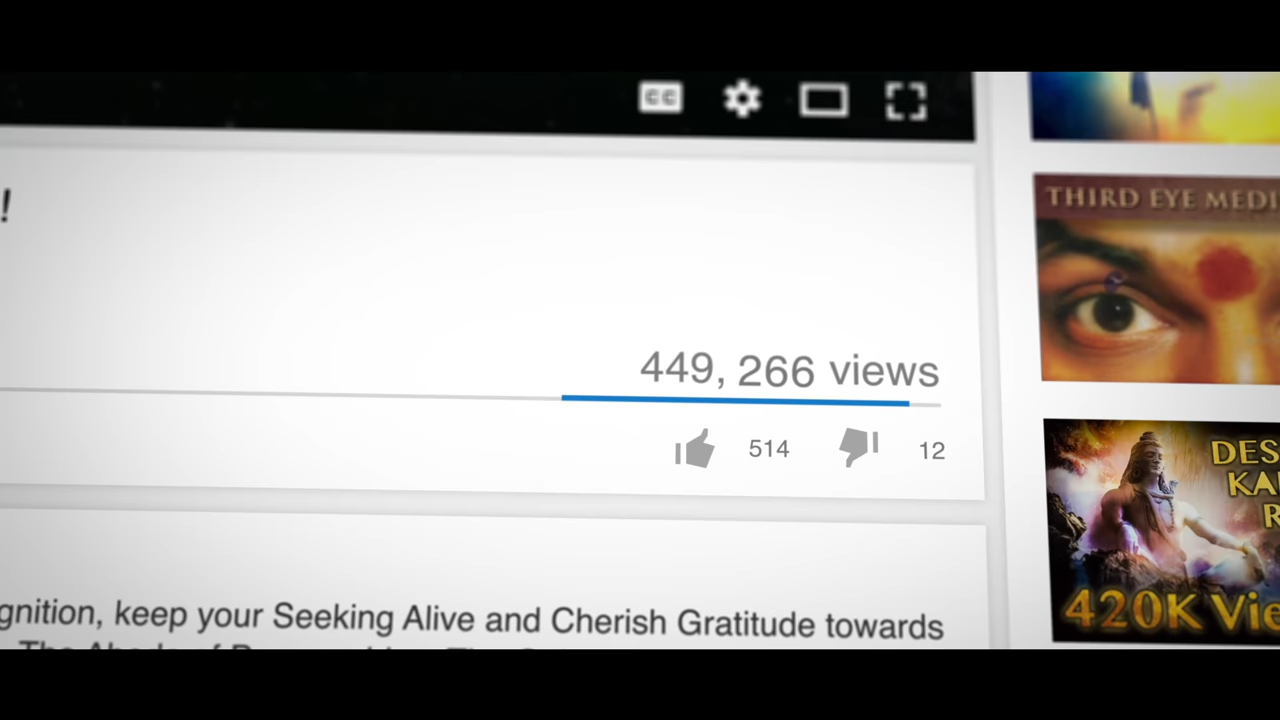 CC
!
449, 266 views
514
12
gnition, keep your Seeking Alive and Cherish Gratitude towards
THIRD EYE MEDI
DES
KA
R
420K Vie